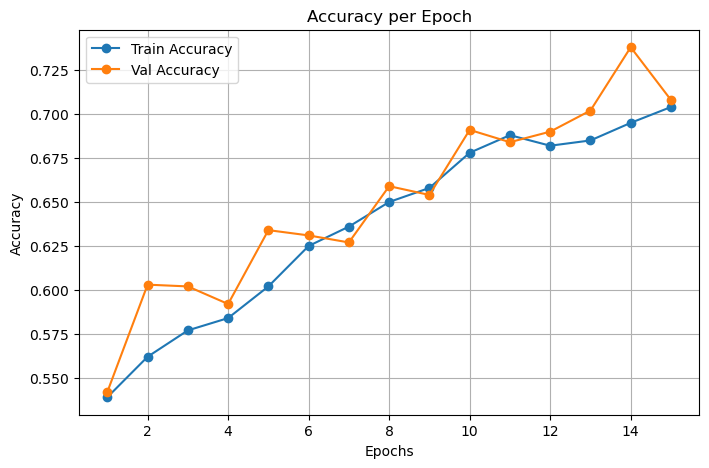 Accuracy per Epoch
Train Accuracy
Val Accuracy
0.725
0.700
0.675
0.650
0.625
0.600
0.575
0.550
Accuracy
2 4 6 8 10 12 14
Epochs